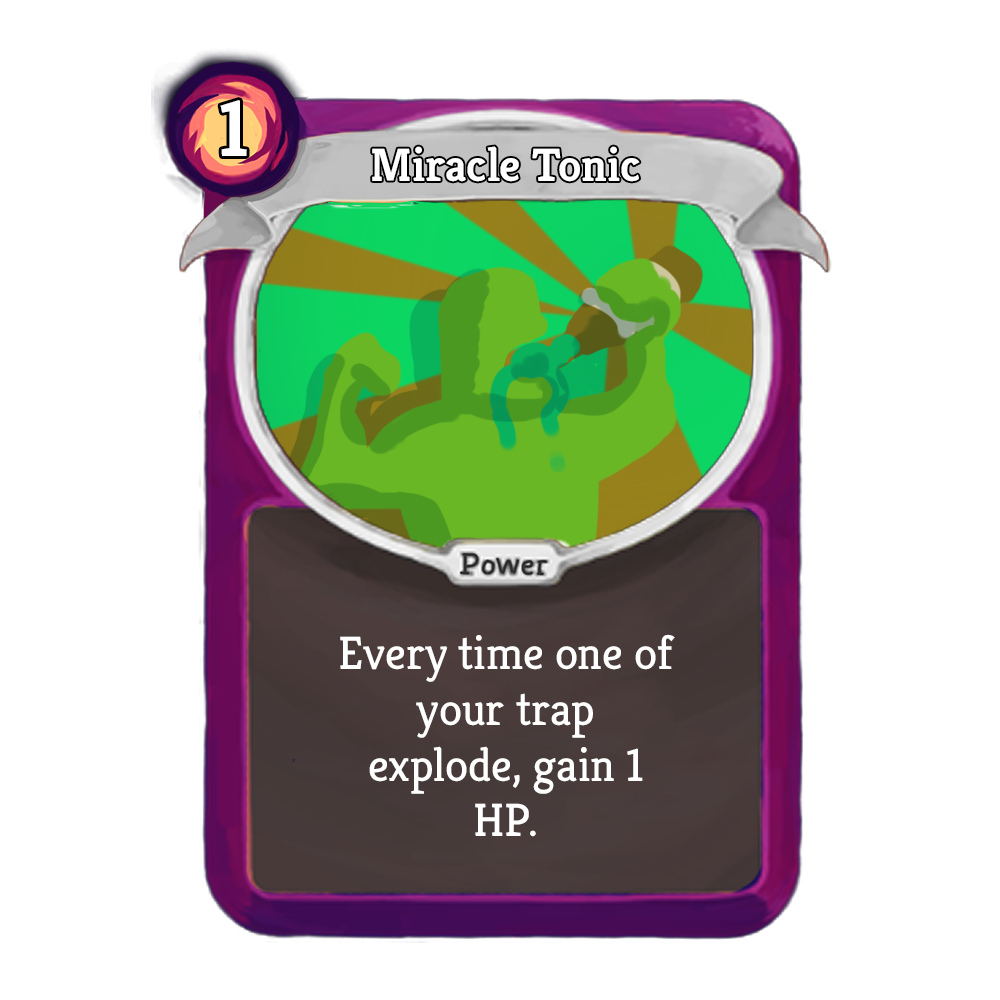 1
Miracle Tonic
Power
Every time one of
your trap
explode, gain 1
HP.